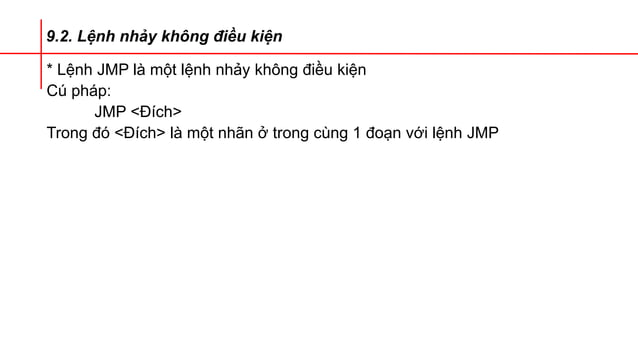 9.2. Lệnh nhảy không điều kiện
* Lệnh JMP là một lệnh nhảy không điều kiện
Cú pháp:
JMP <Đích>
Trong đó <Đích> là một nhãn ở trong cùng 1 đoạn với lệnh JMP